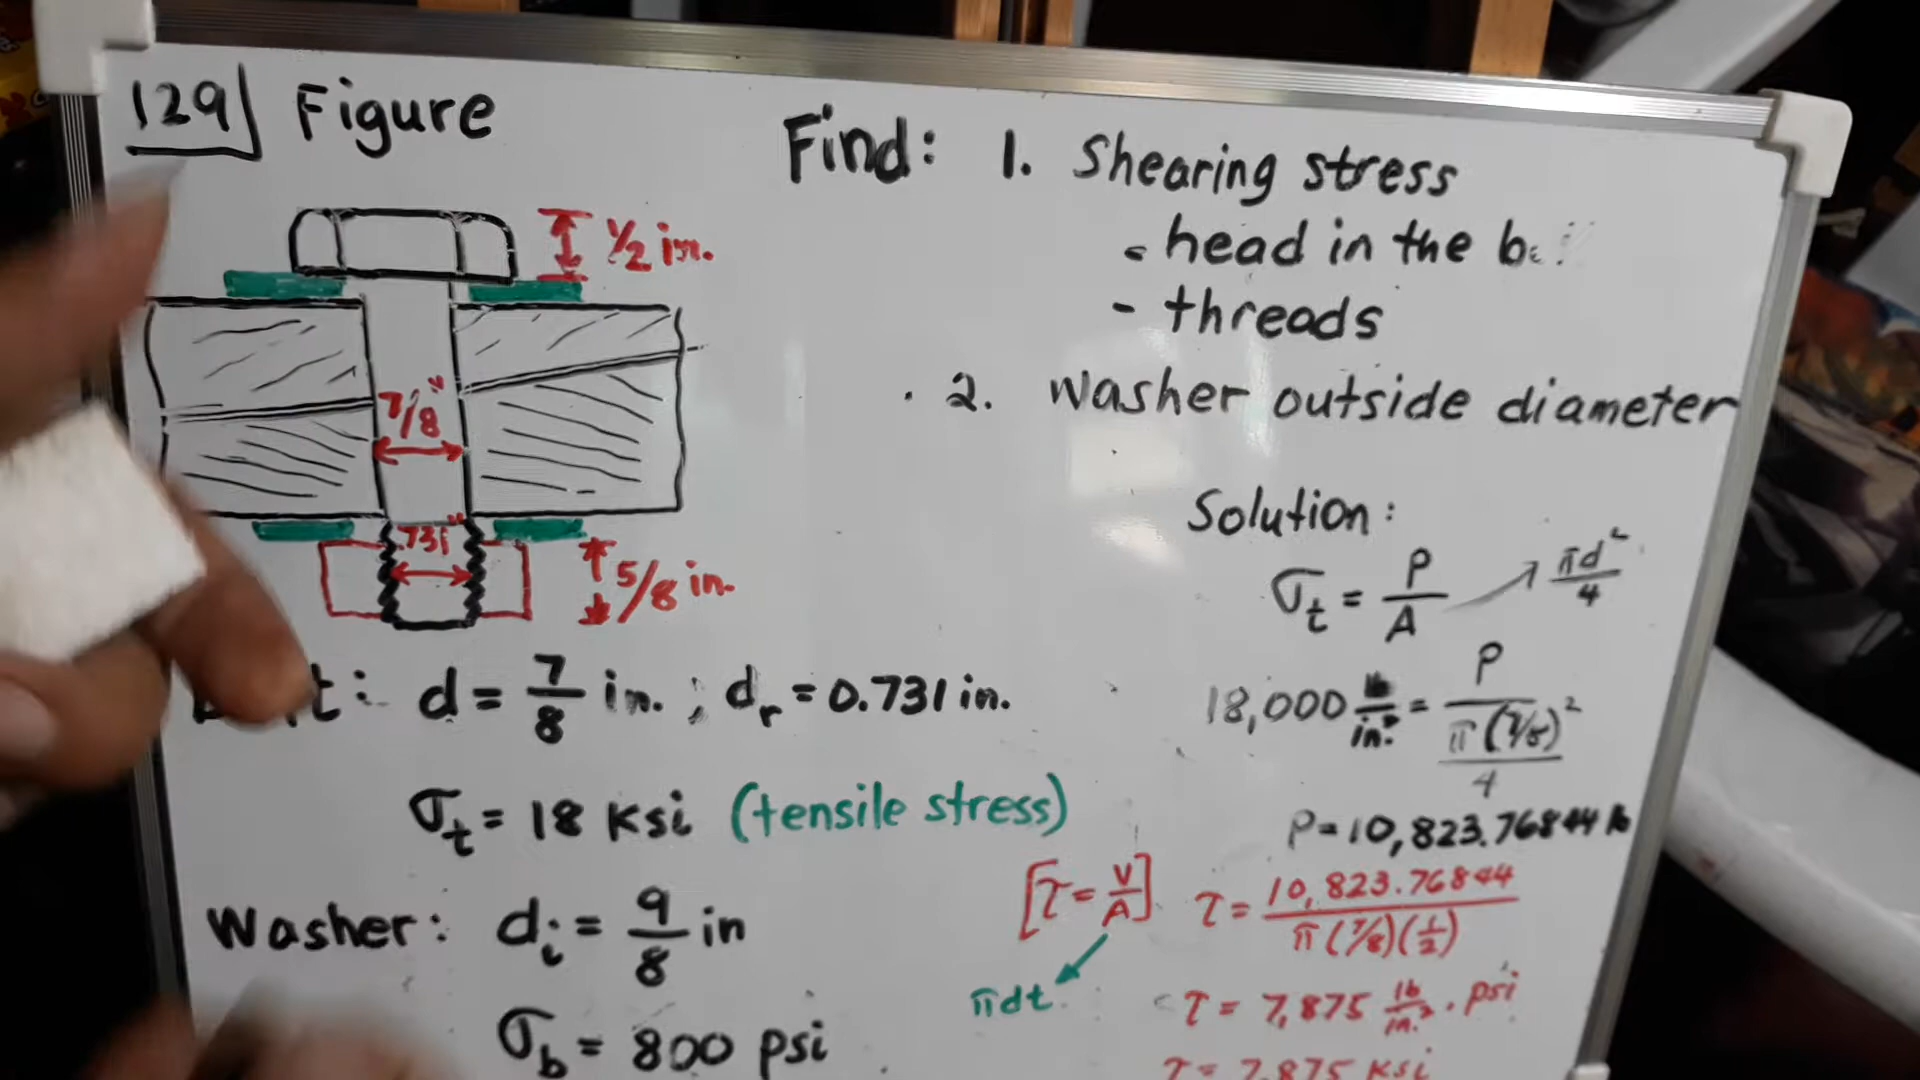 129 Figure
Find: 1. Shearing stress
- head in the
- threads
2. Washer outside diameter
1/2 in.
7/8"
.731"
5/8 in.
d = 7/8 in. ; dr = 0.731 in.
σt = 18 ksi (tensile stress)
Washer: di = 9/8 in
σb = 800 psi
Solution:
σt = P/A → πd²/4
18,000 lb/in.² = P / (π(7/8)²/4)
P = 10,823.76844 lb
[τ = V/A] τ = 10,823.76844 / π(7/8)(1/2)
πdt
τ = 7,875 lb/in.² . psi
τ = 7.875 ksi